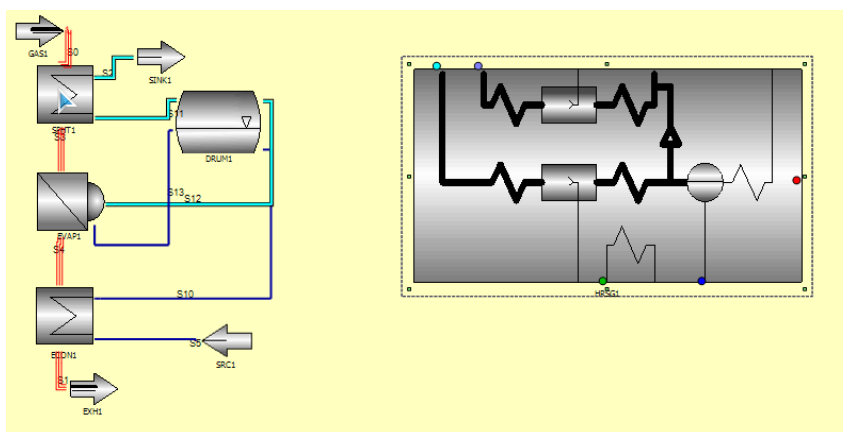 GAS1
S0
S2
SINK1
SPHT1
S11
S3
DRUM1
S13
S12
EVAP1
S4
S10
ECON1
S5
SRC1
S1
EXH1
HRSG1